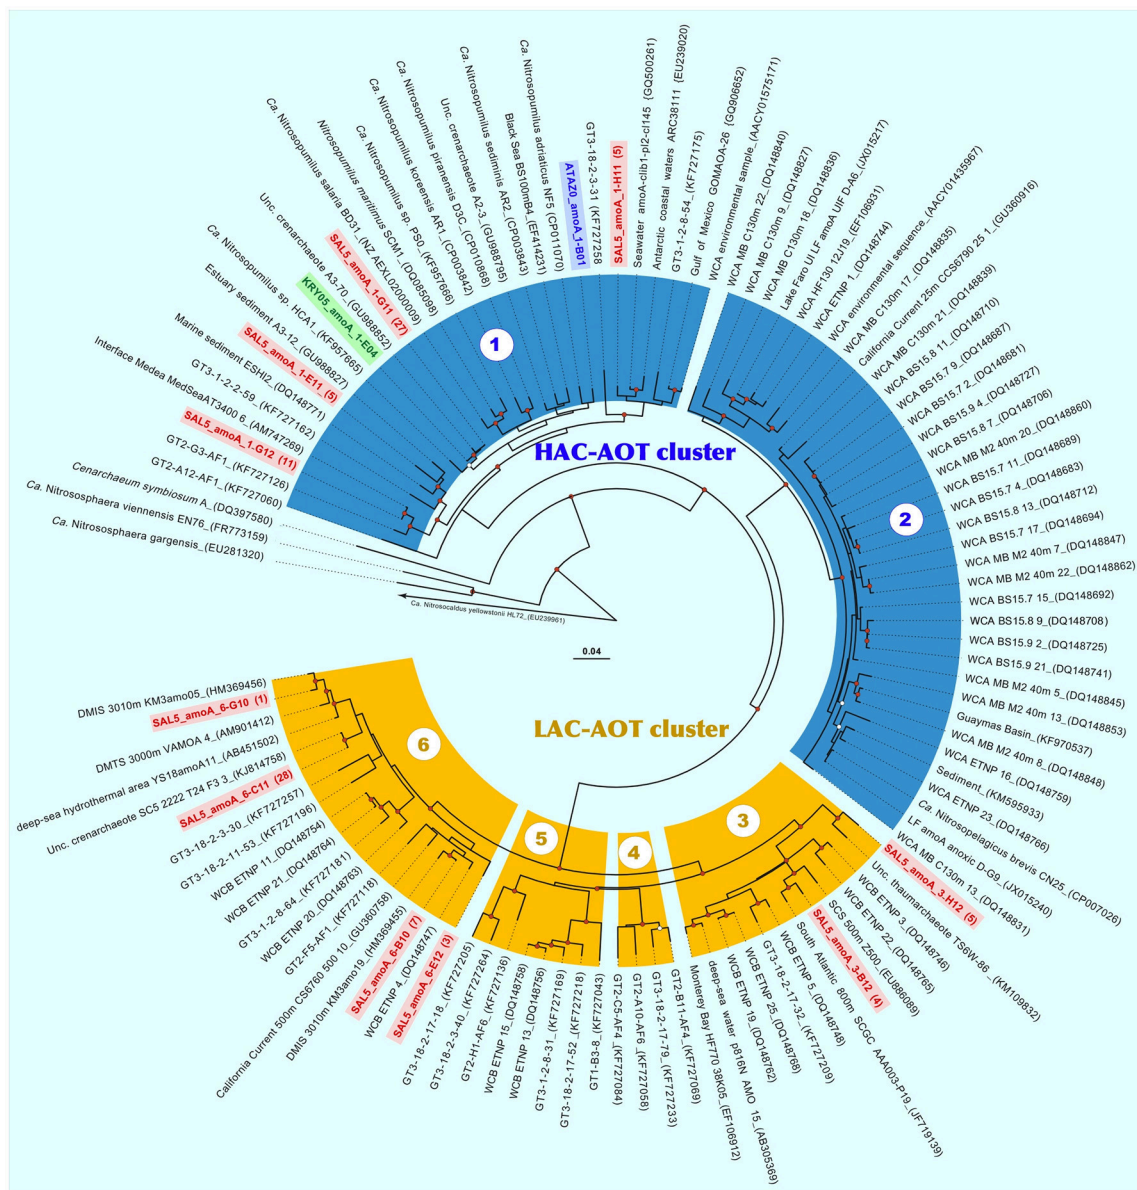 Ca. Nitrososphaera gargensis_(EU281320)
Ca. Nitrososphaera viennensis EN76_(FR773159)
Cenarchaeum symbiosum A_(DQ397580)
GT2-A12-AF1_(KF727060)
GT2-G3-AF1_(KF727126)
SAL5_amoA_1-G12 (11)
Interface Medea MedSeaAT3400 6_(AM747269)
GT3-1-2-2-59_(KF727162)
Marine sediment ESHI2_(DQ148771)
SAL5_amoA_1-E11 (5)
Estuary sediment A3-12_(GU988827)
Ca. Nitrosopumilus sp. HCA1_(KF957665)
KRY05_amoA_1-E04
Unc. crenarchaeote A3-70_(GU988852)
SAL5_amoA_1-G11 (27)
Ca. Nitrosopumilus salaria BD31_(NZ AEXL02000009)
Nitrosopumilus maritimus SCM1_(DQ085098)
Ca. Nitrosopumilus sp. PS0_(KF957666)
Ca. Nitrosopumilus koreensis AR1_(CP003842)
Ca. Nitrosopumilus piranensis D3C_(CP010868)
Unc. crenarchaeote A2-3_(GU988795)
Ca. Nitrosopumilus sediminis AR2_(CP003843)
Black Sea BS100mB4_(EF414231)
Ca. Nitrosopumilus adriaticus NF5_(CP011070)
ATAZ0_amoA_1-B01
GT3-18-2-3-31_(KF727258
SAL5_amoA_1-H11 (5)
Seawater amoA-clib1-pl2-cl145_(GQ500261)
Antarctic coastal waters ARC38111_(EU239020)
GT3-1-2-8-54_(KF727175)
Gulf of Mexico GOMAOA-26_(GQ906652)
WCA environmental sample_(AACY01575171)
WCA MB C130m 22_(DQ148840)
WCA MB C130m 9_(DQ148827)
WCA MB C130m 18_(DQ148836)
Lake Faro UI LF amoA UIF D-A6_(JX015217)
WCA HF130 12J19_(EF106931)
WCA ETNP 1_(DQ148744)
WCA environmental sequence_(AACY01435967)
WCA MB C130m 17_(DQ148835)
California Current 25m CCS6790 25 1_(GU360916)
WCA MB C130m 21_(DQ148839)
WCA BS15.8 11_(DQ148710)
WCA BS15.7 9_(DQ148687)
WCA BS15.7 2_(DQ148681)
WCA BS15.9 4_(DQ148727)
WCA BS15.8 7_(DQ148706)
WCA MB M2 40m 20_(DQ148860)
WCA BS15.7 11_(DQ148689)
WCA BS15.7 4_(DQ148683)
WCA BS15.8 13_(DQ148712)
WCA BS15.7 17_(DQ148694)
WCA MB M2 40m 7_(DQ148847)
WCA MB M2 40m 22_(DQ148862)
WCA BS15.7 15_(DQ148692)
WCA BS15.8 9_(DQ148708)
WCA BS15.9 2_(DQ148725)
WCA BS15.9 21_(DQ148741)
WCA MB M2 40m 5_(DQ148845)
WCA MB M2 40m 13_(DQ148853)
Guaymas Basin_(KF970537)
WCA MB M2 40m 8_(DQ148848)
WCA ETNP 16_(DQ148759)
Sediment_(KM595933)
WCA ETNP 23_(DQ148766)
Ca. Nitrosopelagicus brevis CN25_(CP007026)
LF amoA anoxic D-G9_(JX015240)
WCA MB C130m 13_(DQ148831)
SAL5_amoA_3-H12 (5)
Unc. thaumarchaeote TS6W-86_(KM109832)
WCB ETNP 3_(DQ148746)
WCB ETNP 22_(DQ148765)
SCS 500m Z500_(EU886089)
SAL5_amoA_3-B12 (4)
South Atlantic 800m SCGC AAA003-P19_(JF719139)
WCB ETNP 5_(DQ148748)
GT3-18-2-17-32_(KF727209)
WCB ETNP 25_(DQ148768)
WCB ETNP 19_(DQ148762)
deep-sea water p816N AMO 15_(AB305369)
Monterey Bay HF770 38K05_(EF106912)
GT2-B11-AF4_(KF727069)
GT3-18-2-17-79_(KF727233)
GT2-A10-AF6_(KF727058)
GT2-C5-AF4_(KF727084)
GT1-B3-8_(KF727043)
GT3-18-2-17-52_(KF727218)
GT3-1-2-8-31_(KF727169)
WCB ETNP 13_(DQ148756)
WCB ETNP 15_(DQ148758)
GT2-H1-AF6_(KF727136)
GT3-18-2-3-40_(KF727264)
GT3-18-2-17-18_(KF727205)
SAL5_amoA_6-E12 (3)
WCB ETNP 4_(DQ148747)
SAL5_amoA_6-B10 (7)
DMIS 3010m KM3amo19_(HM369455)
California Current 500m CS6760 500 10_(GU360758)
GT2-F5-AF1_(KF727118)
WCB ETNP 20_(DQ148763)
GT3-1-2-8-64_(KF727181)
WCB ETNP 21_(DQ148764)
WCB ETNP 11_(DQ148754)
GT3-18-2-11-53_(KF727196)
GT3-18-2-3-30_(KF727257)
SAL5_amoA_6-C11 (28)
Unc. crenarchaeote SC5 2222 T24 F3 3_(KJ814758)
deep-sea hydrothermal area YS18amoA11_(AB451502)
DMTS 3000m VAMOA 4_(AM901412)
SAL5_amoA_6-G10 (1)
DMIS 3010m KM3amo05_(HM369456)
1
HAC-AOT cluster
2
Ca. Nitrosocaldus yellowstonii HL72_(EU239961)
0.04
LAC-AOT cluster
6
5
4
3